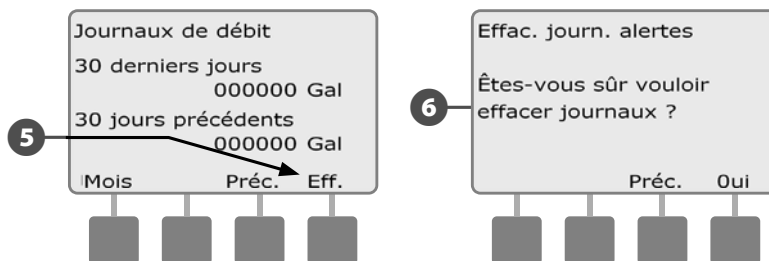 Journaux de débit
30 derniers jours
000000 Gal
30 jours précédents
000000 Gal
Mois Préc. Eff.
5
Effac. journ. alertes
Êtes-vous sûr vouloir
effacer journaux ?
Préc. Oui
6